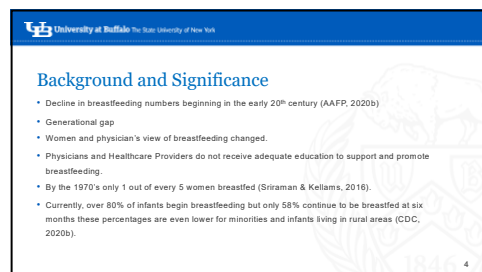 University at Buffalo The State University of New York
Background and Significance
• Decline in breastfeeding numbers beginning in the early 20th century (AAFP, 2020b)
• Generational gap
• Women and physician's view of breastfeeding changed.
• Physicians and Healthcare Providers do not receive adequate education to support and promote
breastfeeding.
• By the 1970's only 1 out of every 5 women breastfed (Sriraman & Kellams, 2016).
• Currently, over 80% of infants begin breastfeeding but only 58% continue to be breastfed at six
months these percentages are even lower for minorities and infants living in rural areas (CDC,
2020b).
1846
4